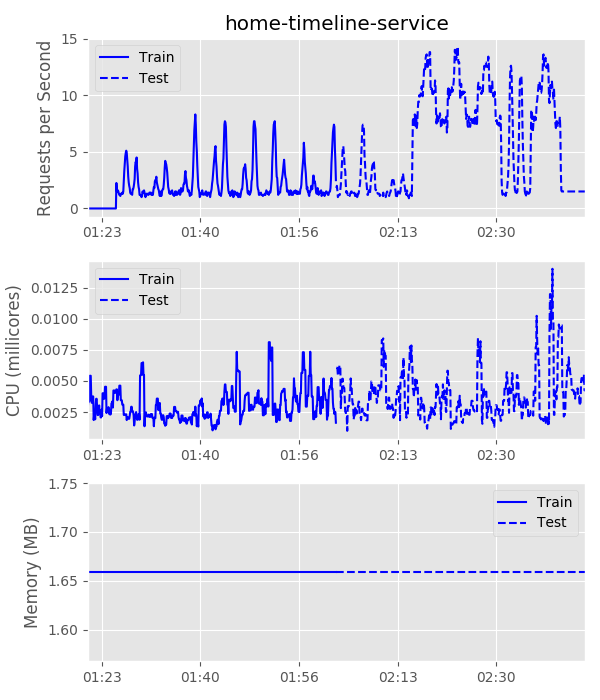 home-timeline-service
Requests per Second
15
10
5
0
Train
Test
01:23 01:40 01:56 02:13 02:30
CPU (millicores)
0.0125
0.0100
0.0075
0.0050
0.0025
Train
Test
01:23 01:40 01:56 02:13 02:30
Memory (MB)
1.75
1.70
1.65
1.60
Train
Test
01:23 01:40 01:56 02:13 02:30